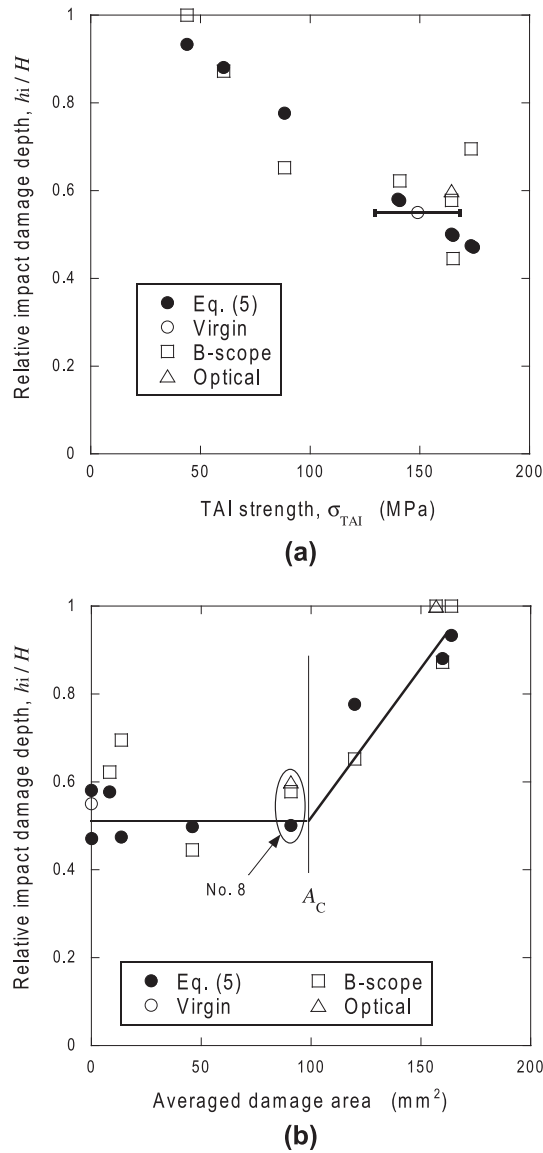 1
0.8
0.6
0.4
0.2
0
Relative impact damage depth, hi / H
Eq. (5)
Virgin
B-scope
Optical
0 50 100 150 200
TAI strength, σTAI (MPa)
(a)
1
0.8
0.6
0.4
0.2
0
Relative impact damage depth, hi / H
No. 8
AC
Eq. (5) B-scope
Virgin Optical
0 50 100 150 200
Averaged damage area (mm²)
(b)